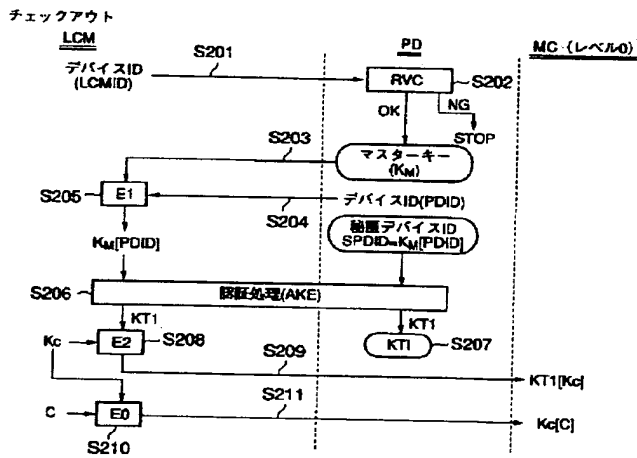 チェックアウト
LCM
PD
MC (レベル0)
S201
デバイスID
(LCMID)
RVC
S202
OK
NG
STOP
S203
マスターキー
(KM)
S205
E1
デバイスID(PDID)
S204
KM[PDID]
秘匿デバイスID
SPDID=KM[PDID]
S206
認証処理(AKE)
KT1
KT1
Kc
E2
S208
KTI
S207
S209
KT1[Kc]
S211
C
E0
Kc[C]
S210